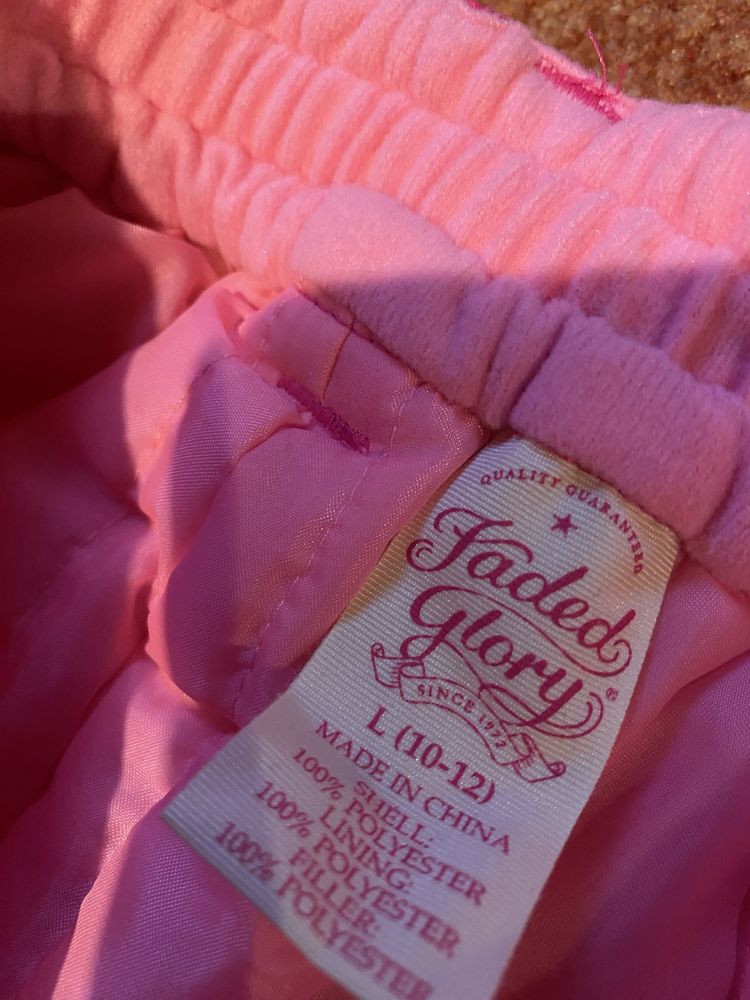 QUALITY GUARANTEED
Jaded
Glory®
SINCE 1972
L (10-12)
MADE IN CHINA
SHELL:
100% POLYESTER
LINING:
100% POLYESTER
FILLER:
100% POLYESTER